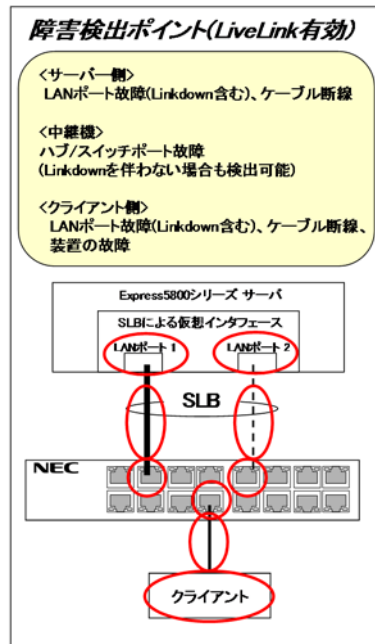 障害検出ポイント(LiveLink有効)
<サーバー側>
LANポート故障(Linkdown含む)、ケーブル断線
<中継機>
ハブ/スイッチポート故障
(Linkdownを伴わない場合も検出可能)
<クライアント側>
LANポート故障(Linkdown含む)、ケーブル断線、
装置の故障
Express5800シリーズ サーバ
SLBによる仮想インタフェース
LANポート 1
LANポート 2
SLB
NEC
クライアント